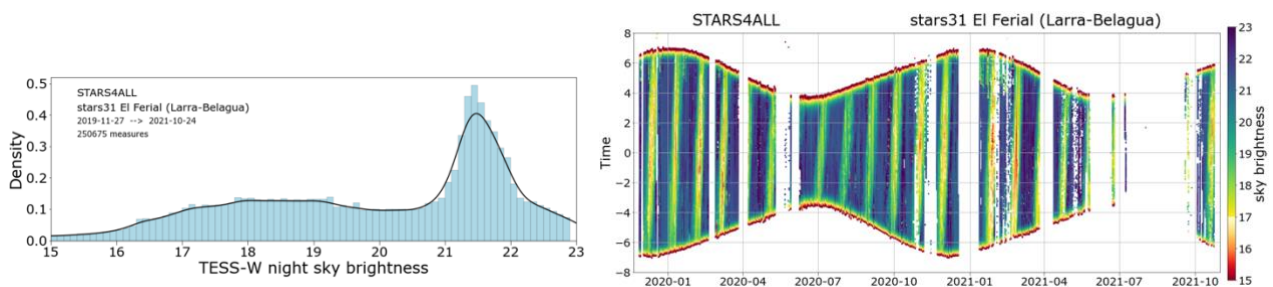 STARS4ALL
stars31 El Ferial (Larra-Belagua)
2019-11-27 --> 2021-10-24
250675 measures
Density
0.5
0.4
0.3
0.2
0.1
0.0
15 16 17 18 19 20 21 22 23
TESS-W night sky brightness
STARS4ALL stars31 El Ferial (Larra-Belagua)
Time
8
6
4
2
0
−2
−4
−6
−8
2020-01 2020-04 2020-07 2020-10 2021-01 2021-04 2021-07 2021-10
23
22
21
20
19
18
17
16
15
sky brightness